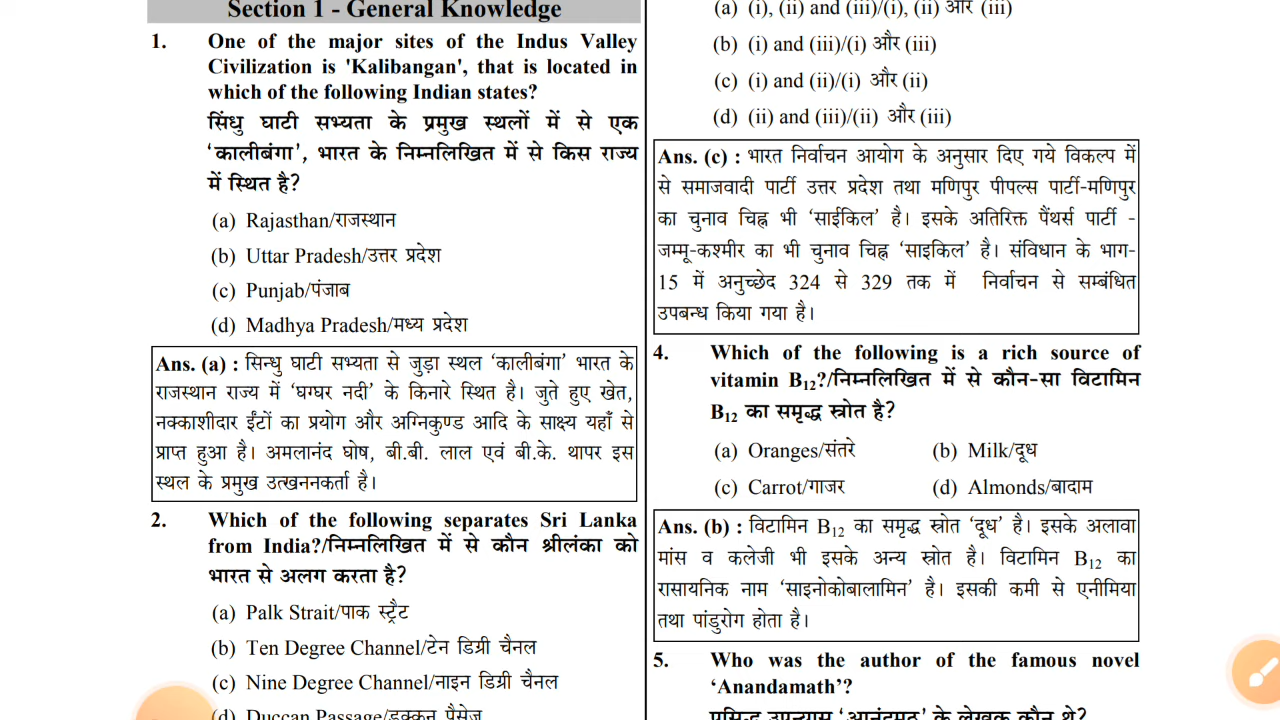 Section 1 - General Knowledge
1. One of the major sites of the Indus Valley
Civilization is 'Kalibangan', that is located in
which of the following Indian states?
सिंधु घाटी सभ्यता के प्रमुख स्थलों में से एक
‘कालीबंगा’, भारत के निम्नलिखित में से किस राज्य
में स्थित है?
(a) Rajasthan/राजस्थान
(b) Uttar Pradesh/उत्तर प्रदेश
(c) Punjab/पंजाब
(d) Madhya Pradesh/मध्य प्रदेश
Ans. (a) : सिन्धु घाटी सभ्यता से जुड़ा स्थल ‘कालीबंगा’ भारत के
राजस्थान राज्य में ‘घग्घर नदी’ के किनारे स्थित है। जुते हुए खेत,
नक्काशीदार ईंटों का प्रयोग और अग्निकुण्ड आदि के साक्ष्य यहाँ से
प्राप्त हुआ है। अमलानंद घोष, बी.बी. लाल एवं बी.के. थापर इस
स्थल के प्रमुख उत्खननकर्ता है।
2. Which of the following separates Sri Lanka
from India?/निम्नलिखित में से कौन श्रीलंका को
भारत से अलग करता है?
(a) Palk Strait/पाक स्ट्रैट
(b) Ten Degree Channel/टेन डिग्री चैनल
(c) Nine Degree Channel/नाइन डिग्री चैनल
(d) Duccan Passage/डक्कन पैसेज
(a) (i), (ii) and (iii)/(i), (ii) और (iii)
(b) (i) and (iii)/(i) और (iii)
(c) (i) and (ii)/(i) और (ii)
(d) (ii) and (iii)/(ii) और (iii)
Ans. (c) : भारत निर्वाचन आयोग के अनुसार दिए गये विकल्प में
से समाजवादी पार्टी उत्तर प्रदेश तथा मणिपुर पीपल्स पार्टी-मणिपुर
का चुनाव चिह्न भी ‘साईकिल’ है। इसके अतिरिक्त पैंथर्स पार्टी -
जम्मू-कश्मीर का भी चुनाव चिह्न ‘साइकिल’ है। संविधान के भाग-
15 में अनुच्छेद 324 से 329 तक में निर्वाचन से सम्बंधित
उपबन्ध किया गया है।
4. Which of the following is a rich source of
vitamin B12?/निम्नलिखित में से कौन-सा विटामिन
B12 का समृद्ध स्रोत है?
(a) Oranges/संतरे (b) Milk/दूध
(c) Carrot/गाजर (d) Almonds/बादाम
Ans. (b) : विटामिन B12 का समृद्ध स्रोत ‘दूध’ है। इसके अलावा
मांस व कलेजी भी इसके अन्य स्रोत है। विटामिन B12 का
रासायनिक नाम ‘साइनोकोबालामिन’ है। इसकी कमी से एनीमिया
तथा पांडुरोग होता है।
5. Who was the author of the famous novel
‘Anandamath’?
प्रसिद्ध उपन्यास ‘आनंदमठ’ के लेखक कौन थे?